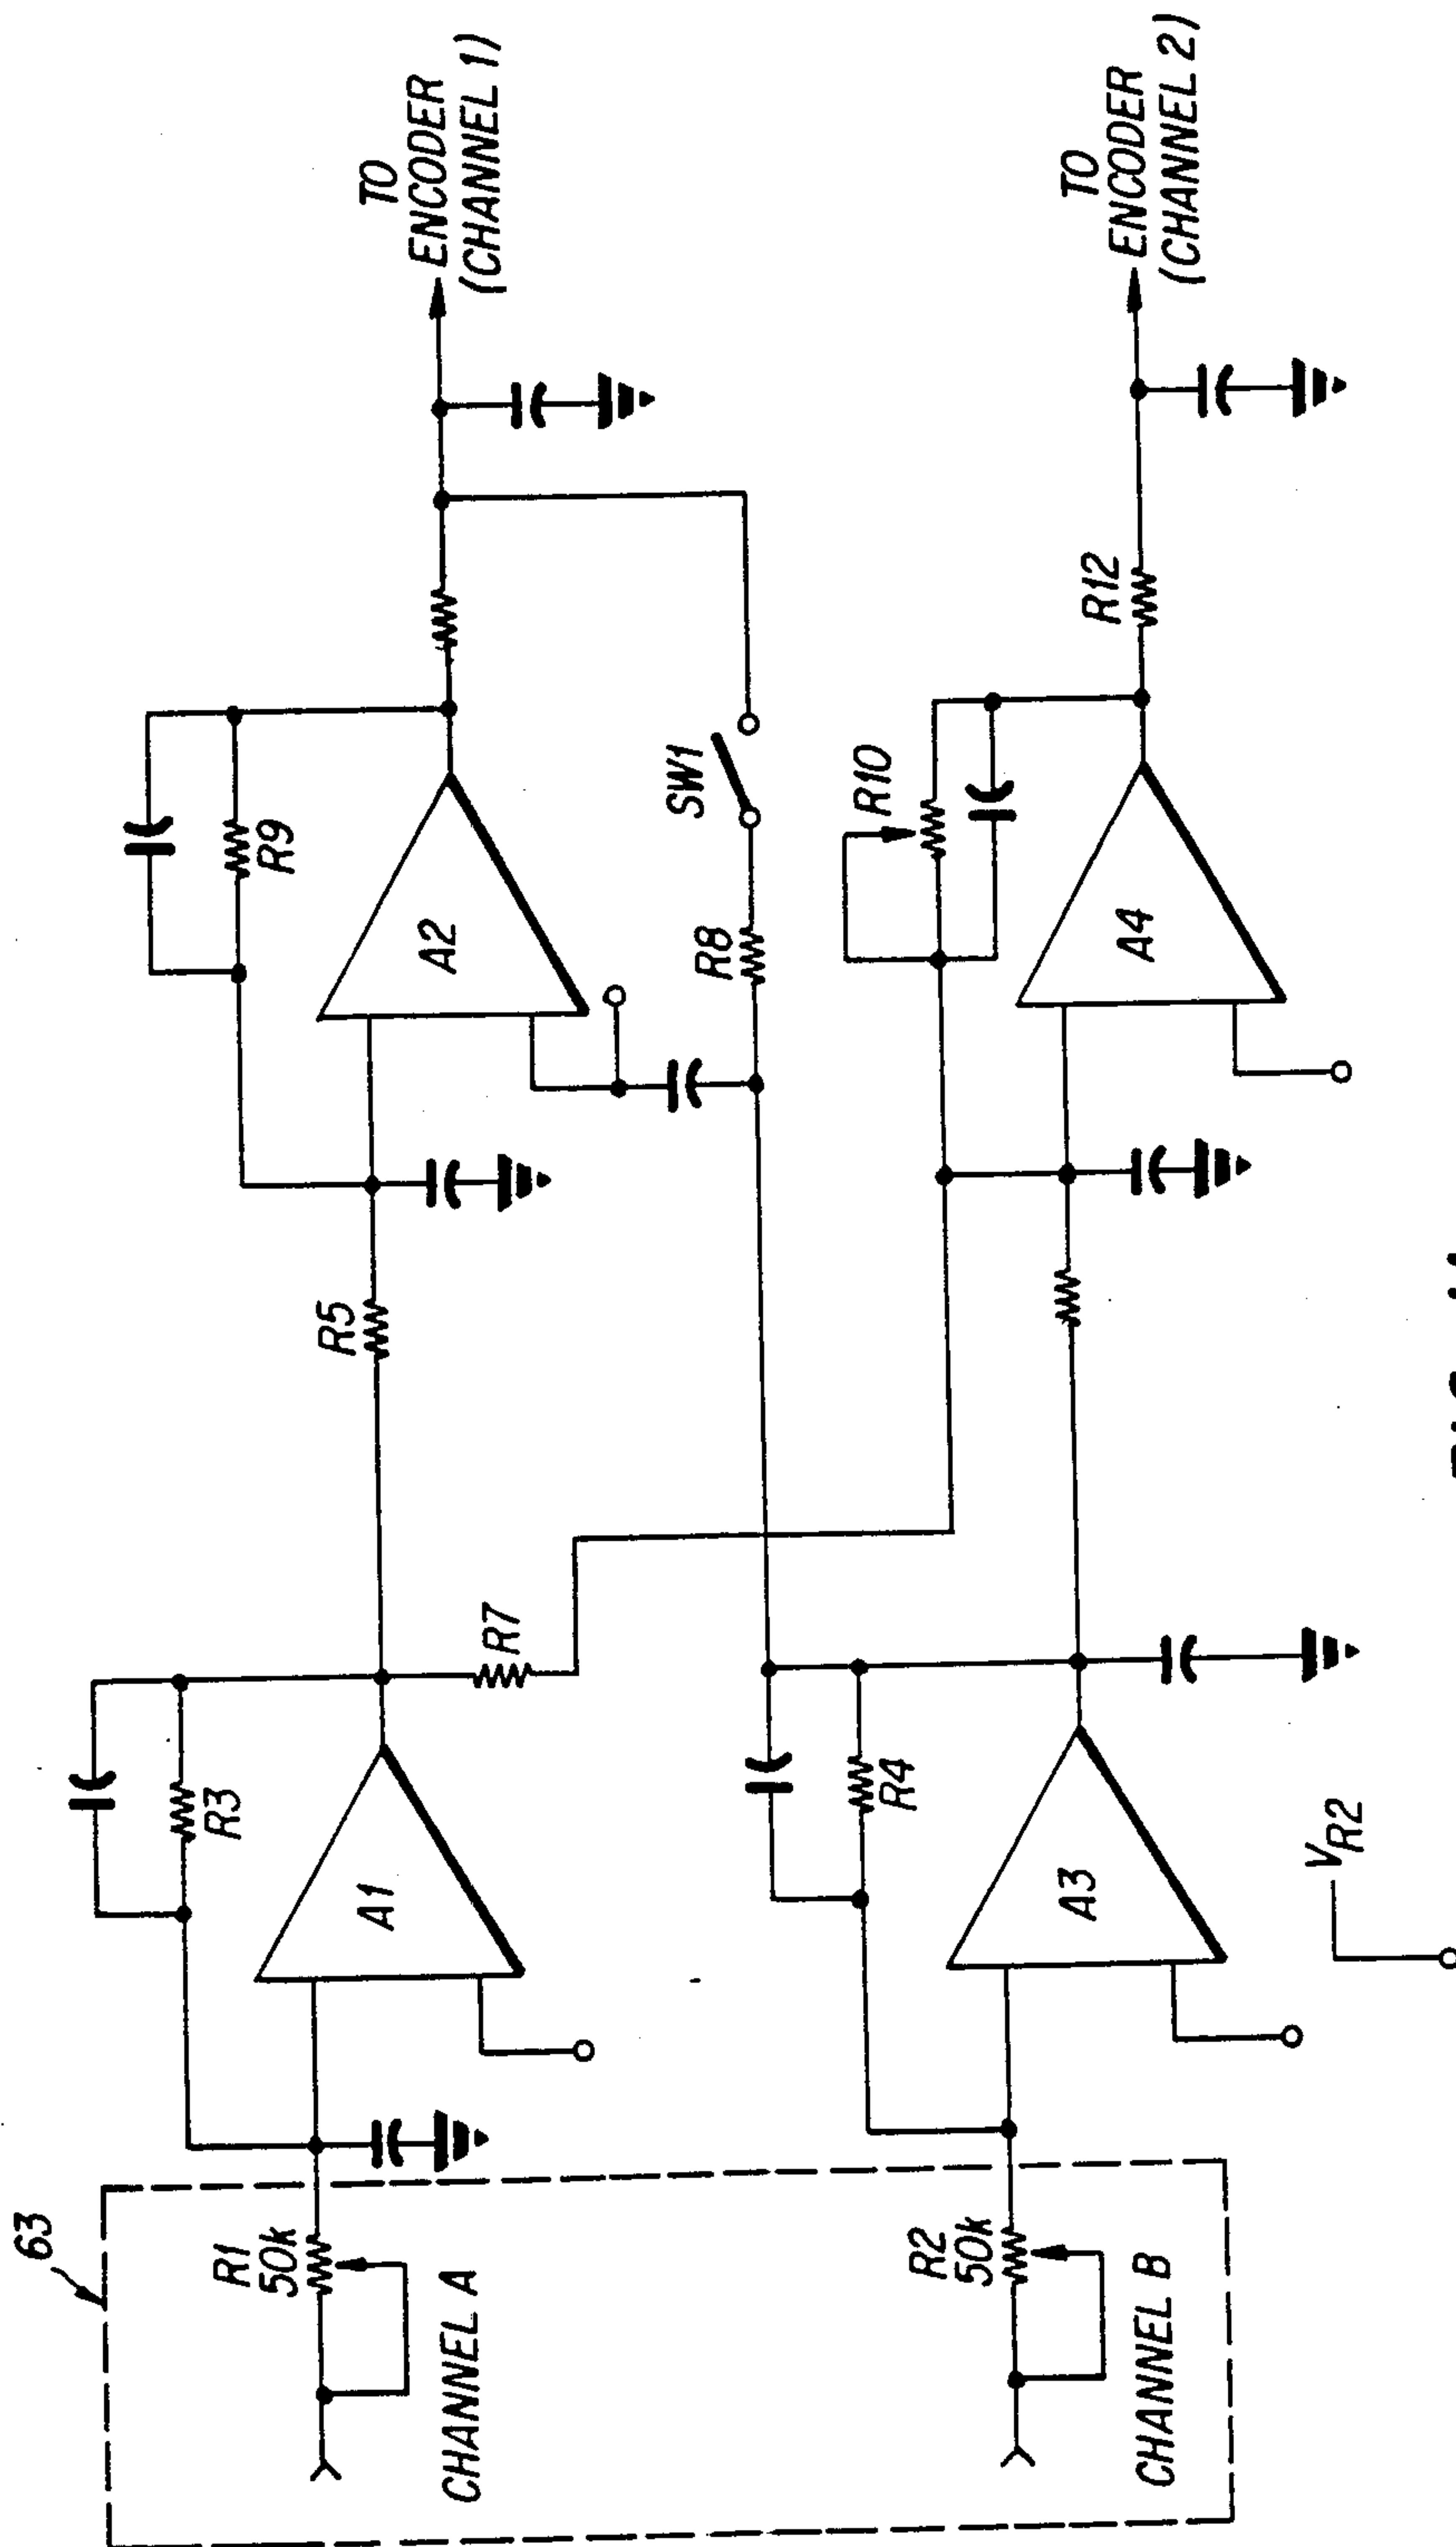 63
R1
50k
CHANNEL A
R3
A1
R7
R5
R9
A2
TO
ENCODER
(CHANNEL 1)
SW1
R8
R2
50k
CHANNEL B
R4
A3
VR2
R10
A4
R12
TO
ENCODER
(CHANNEL 2)